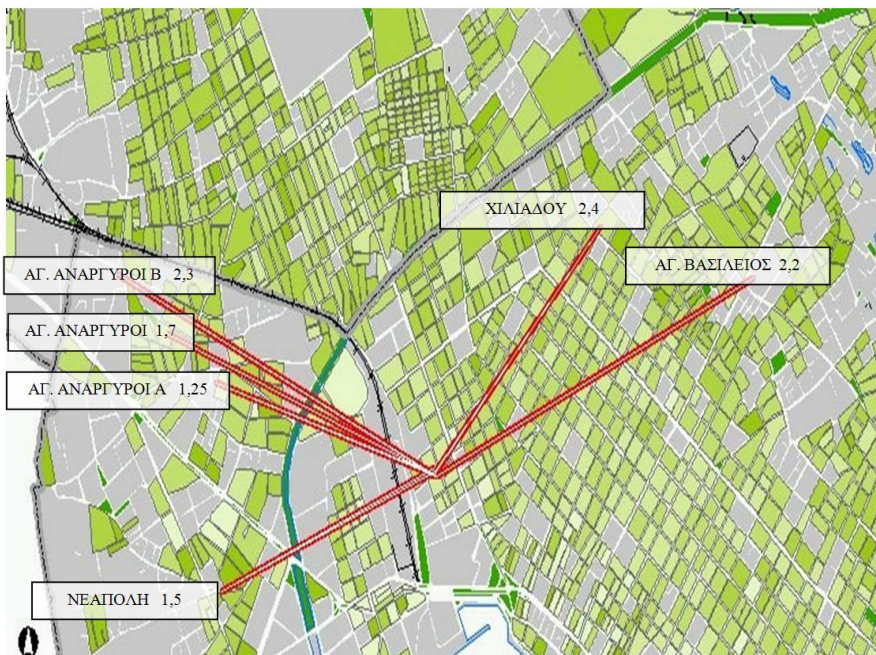 ΧΙΛΙΑΔΟΥ 2,4
ΑΓ. ΒΑΣΙΛΕΙΟΣ 2,2
ΑΓ. ΑΝΑΡΓΥΡΟΙ Β 2,3
ΑΓ. ΑΝΑΡΓΥΡΟΙ 1,7
ΑΓ. ΑΝΑΡΓΥΡΟΙ Α 1,25
ΝΕΑΠΟΛΗ 1,5